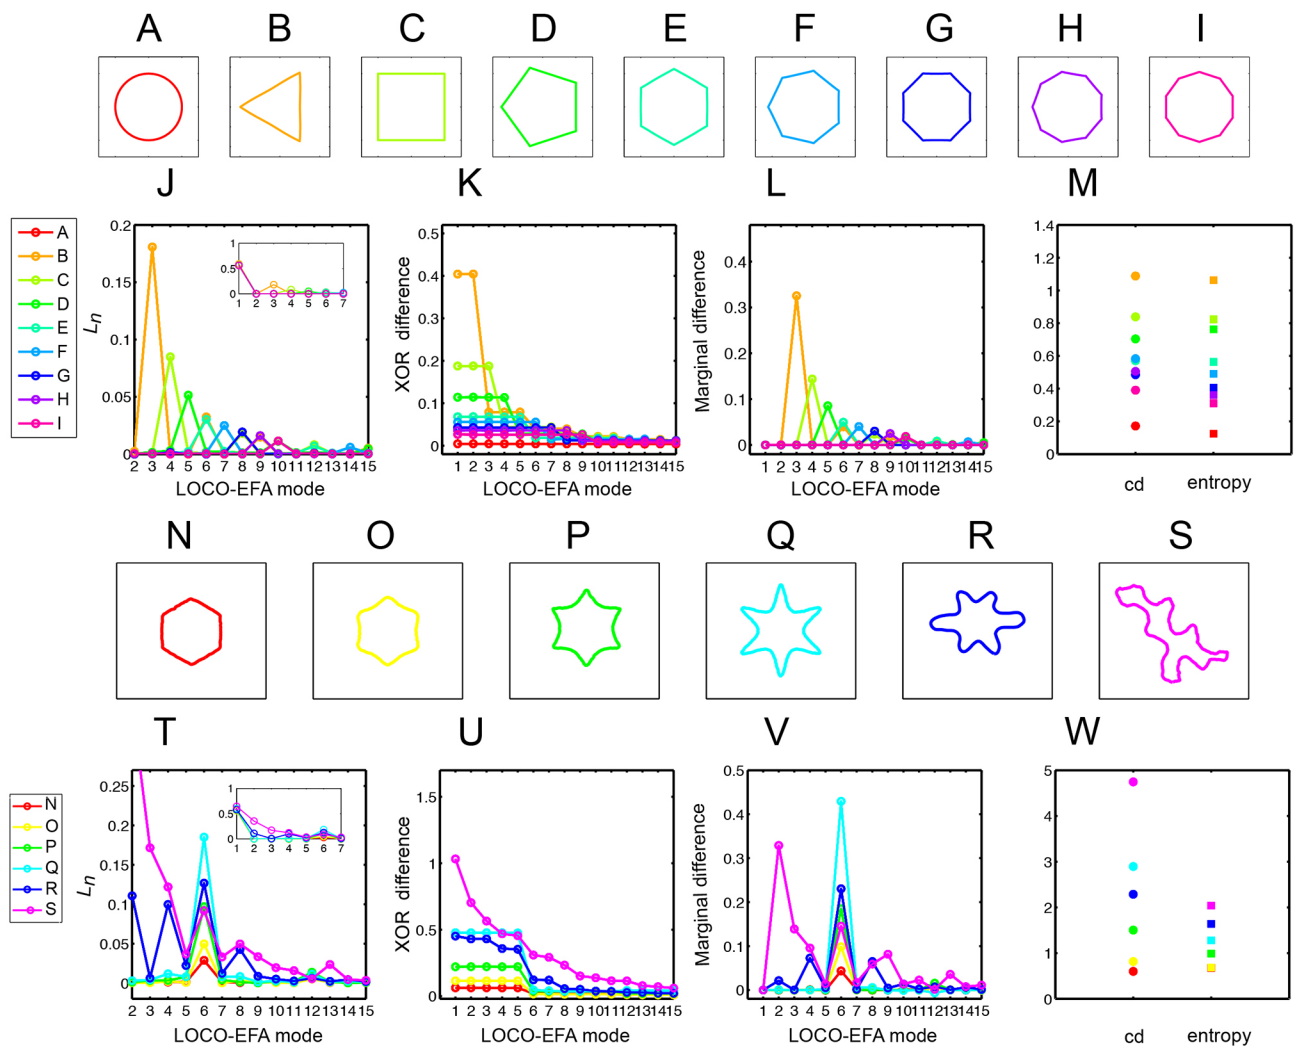 A B C D E F G H I
J K L M
A
B
C
D
E
F
G
H
I
0.2
0.15
0.1
0.05
0
Ln
2 3 4 5 6 7 8 9 10 11 12 13 14 15
LOCO-EFA mode
1
0.5
0
1 2 3 4 5 6 7
0.5
0.4
0.3
0.2
0.1
0
XOR difference
1 2 3 4 5 6 7 8 9 10 11 12 13 14 15
LOCO-EFA mode
0.4
0.3
0.2
0.1
0
Marginal difference
1 2 3 4 5 6 7 8 9 10 11 12 13 14 15
LOCO-EFA mode
1.4
1.2
1
0.8
0.6
0.4
0.2
0
cd entropy
N O P Q R S
T U V W
N
O
P
Q
R
S
0.25
0.2
0.15
0.1
0.05
0
Ln
2 3 4 5 6 7 8 9 10 11 12 13 14 15
LOCO-EFA mode
1
0.5
0
1 2 3 4 5 6 7
1.5
1
0.5
0
XOR difference
1 2 3 4 5 6 7 8 9 10 11 12 13 14 15
LOCO-EFA mode
0.5
0.4
0.3
0.2
0.1
0
Marginal difference
1 2 3 4 5 6 7 8 9 10 11 12 13 14 15
LOCO-EFA mode
5
4
3
2
1
0
cd entropy